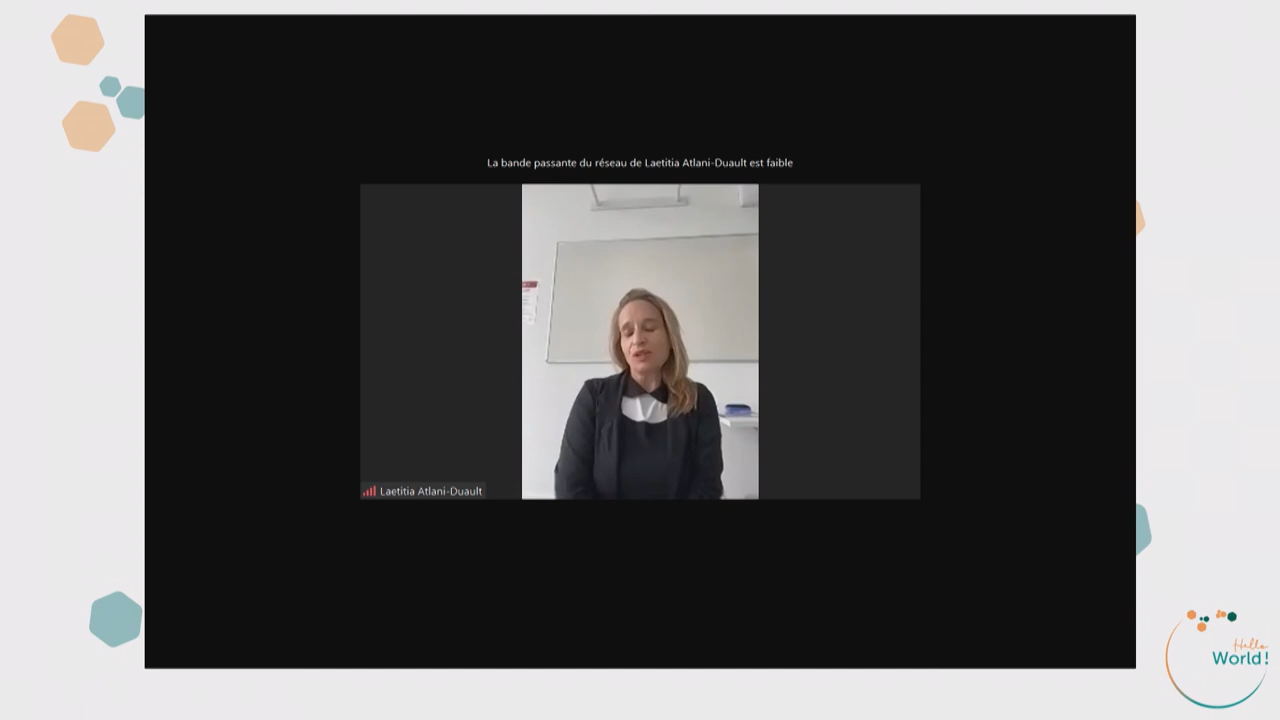 La bande passante du réseau de Laetitia Atlani-Duault est faible
Laetitia Atlani-Duault
Hello
World!